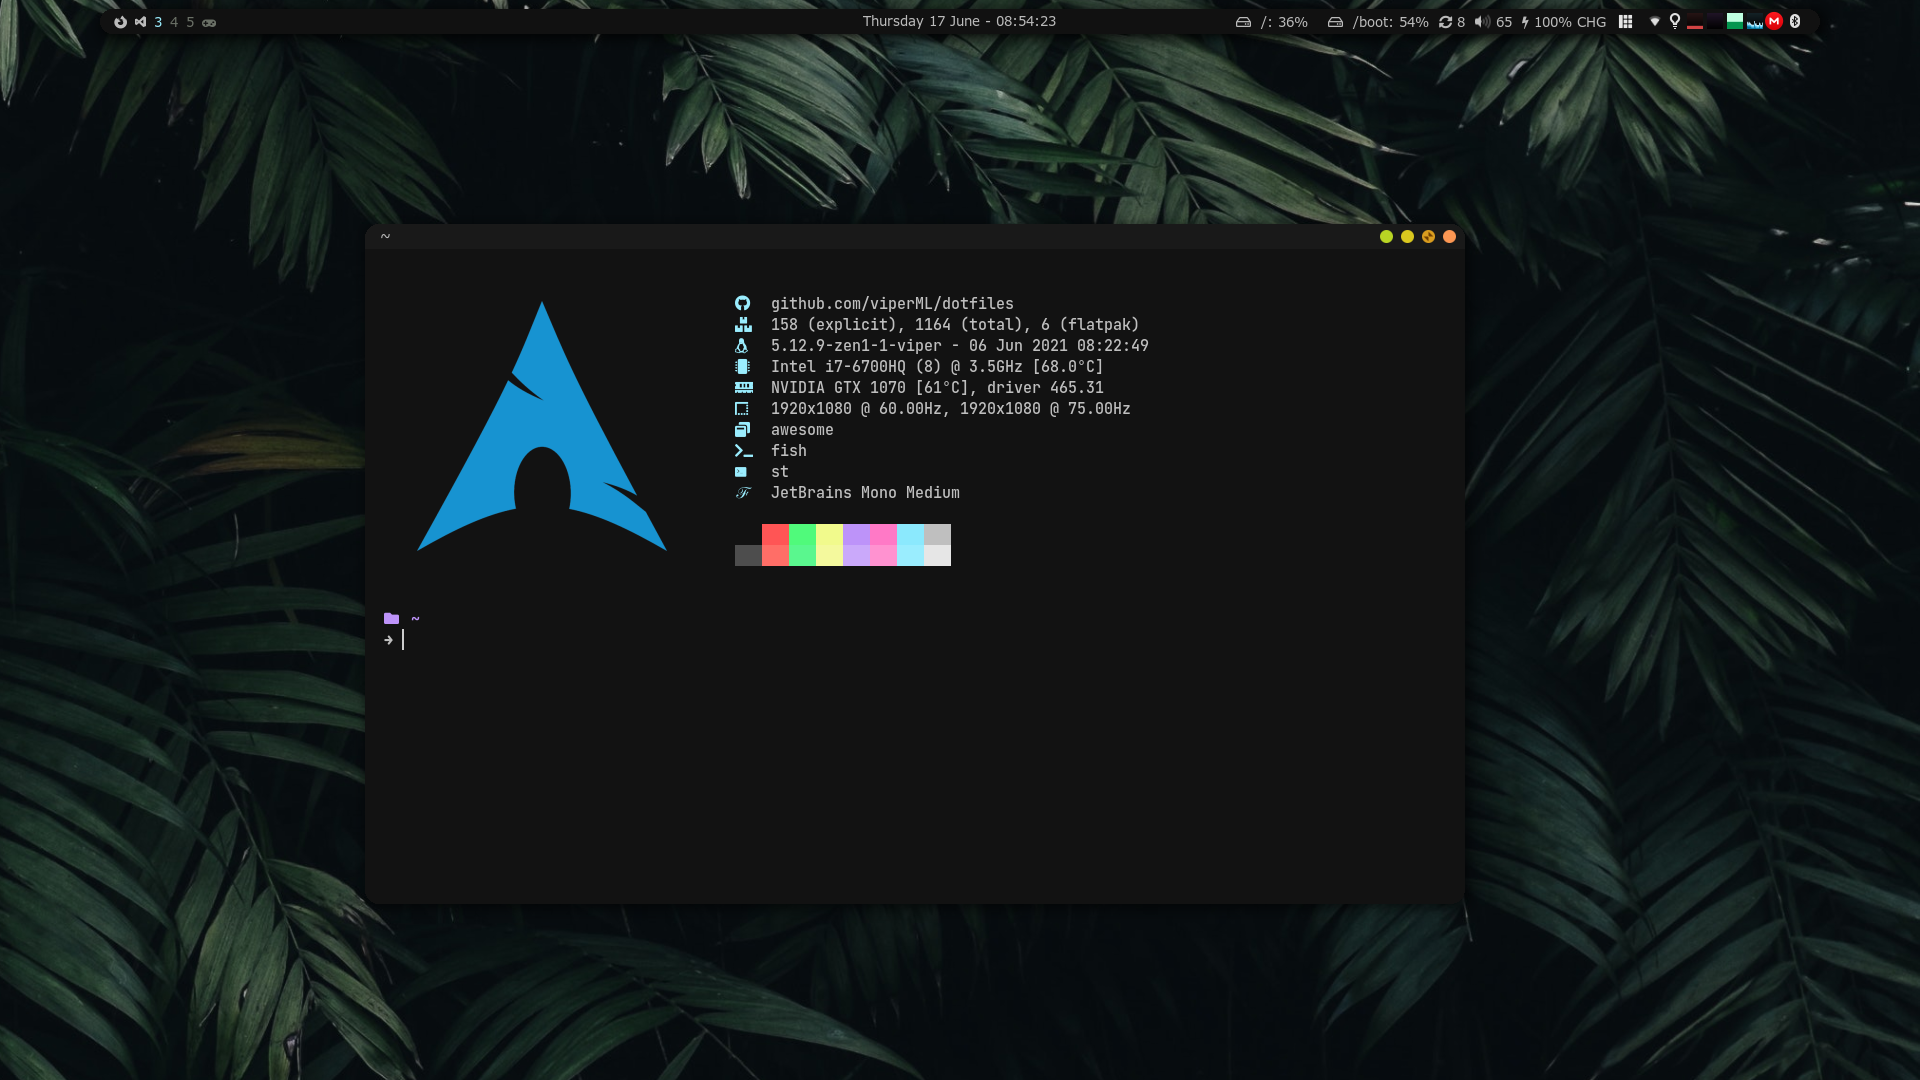 3 4 5
Thursday 17 June - 08:54:23
/: 36% /boot: 54% 8 65 100% CHG
M
~
github.com/viperML/dotfiles
158 (explicit), 1164 (total), 6 (flatpak)
5.12.9-zen1-1-viper - 06 Jun 2021 08:22:49
Intel i7-6700HQ (8) @ 3.5GHz [68.0°C]
NVIDIA GTX 1070 [61°C], driver 465.31
1920x1080 @ 60.00Hz, 1920x1080 @ 75.00Hz
awesome
fish
st
JetBrains Mono Medium
~
➜